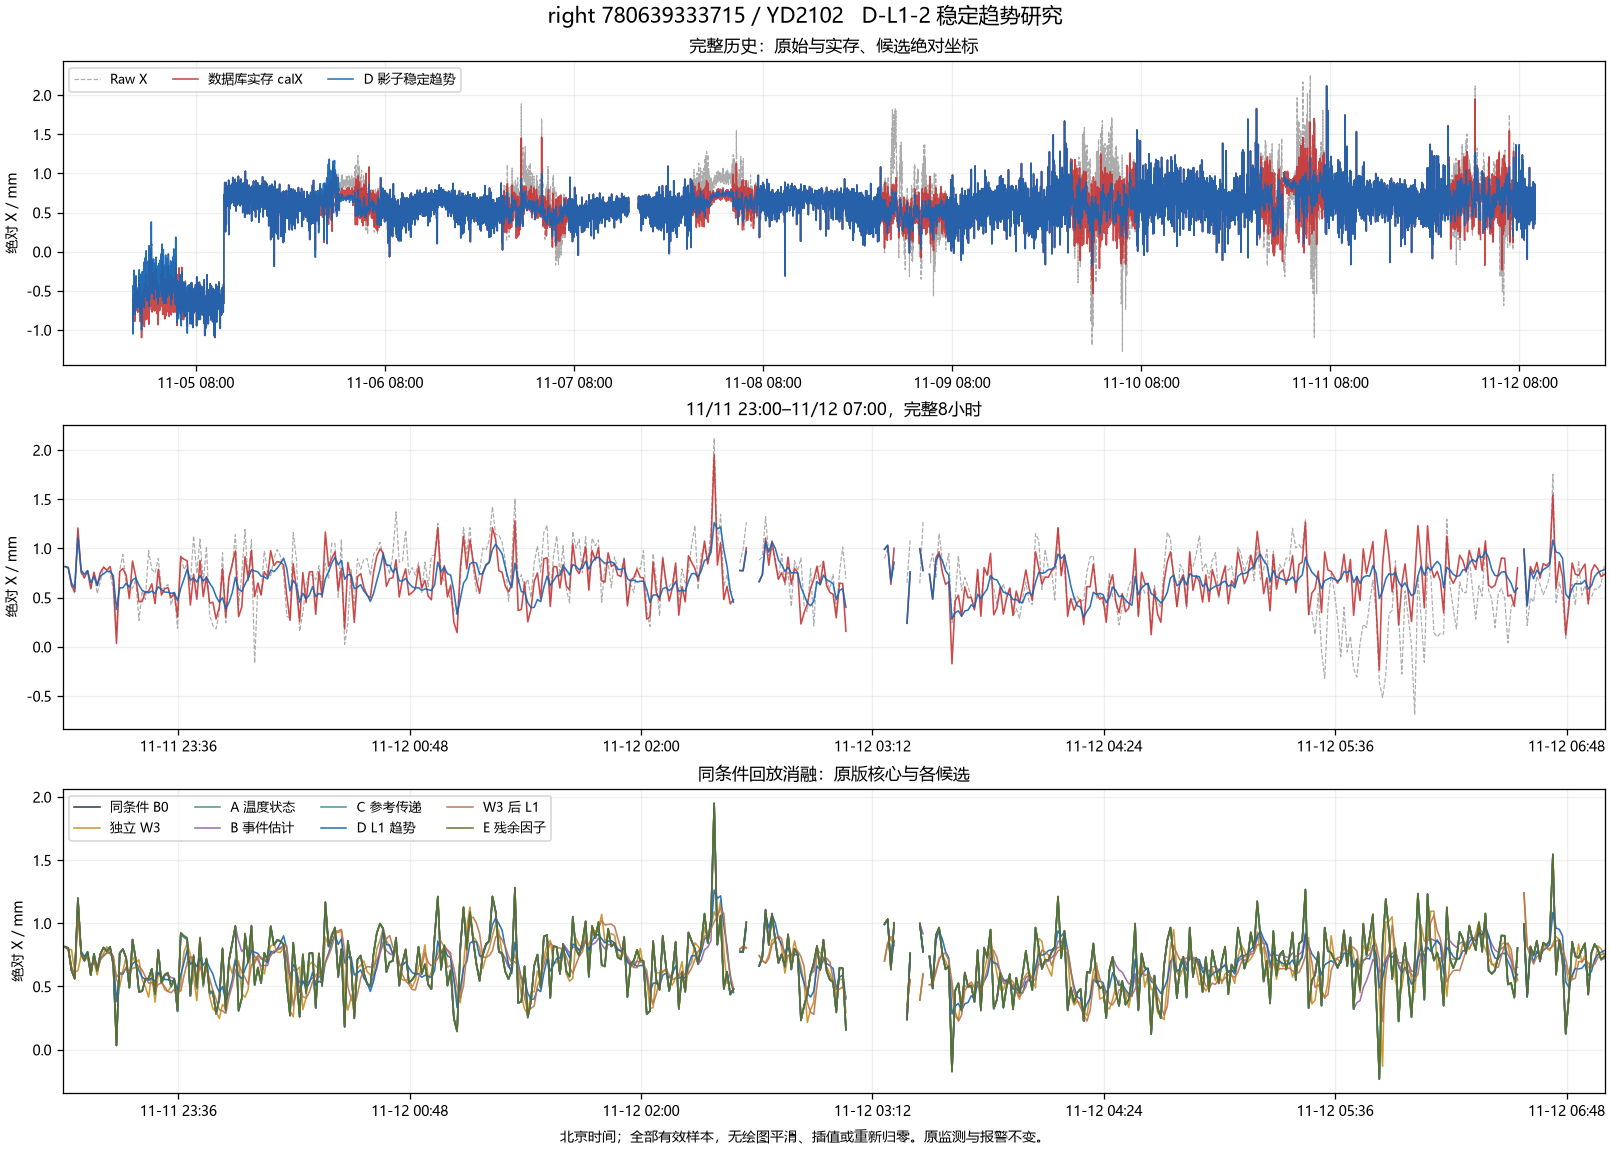 right 780639333715 / YD2102   D-L1-2 稳定趋势研究
完整历史：原始与实存、候选绝对坐标
Raw X  数据库实存 calX  D 影子稳定趋势
绝对 X / mm
2.0
1.5
1.0
0.5
0.0
-0.5
-1.0
11-05 08:00  11-06 08:00  11-07 08:00  11-08 08:00  11-09 08:00  11-10 08:00  11-11 08:00  11-12 08:00
11/11 23:00–11/12 07:00，完整8小时
绝对 X / mm
2.0
1.5
1.0
0.5
0.0
-0.5
11-11 23:36  11-12 00:48  11-12 02:00  11-12 03:12  11-12 04:24  11-12 05:36  11-12 06:48
同条件回放消融：原版核心与各候选
同条件 B0  A 温度状态  C 参考传递  W3 后 L1
独立 W3  B 事件估计  D L1 趋势  E 残余因子
绝对 X / mm
2.0
1.5
1.0
0.5
0.0
11-11 23:36  11-12 00:48  11-12 02:00  11-12 03:12  11-12 04:24  11-12 05:36  11-12 06:48
北京时间；全部有效样本，无绘图平滑、插值或重新归零。原监测与报警不变。